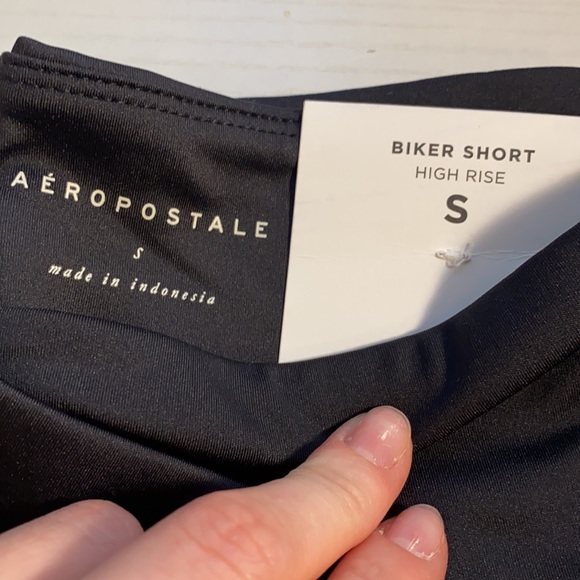 AÉROPOSTALE
S
made in indonesia
BIKER SHORT
HIGH RISE
S